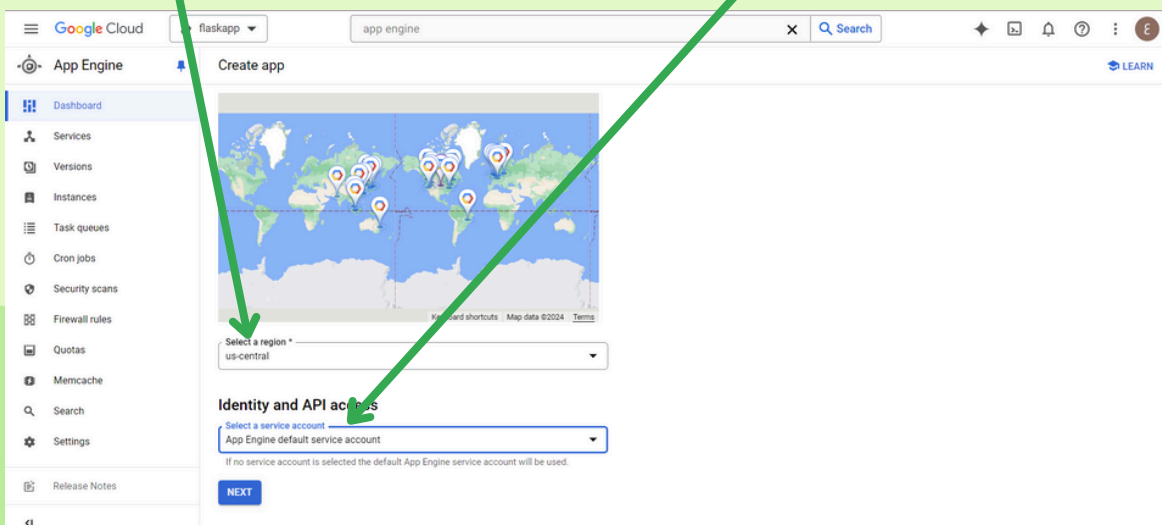 Google Cloud
flaskapp
app engine
Search
App Engine
Create app
LEARN
Dashboard
Services
Versions
Instances
Task queues
Cron jobs
Security scans
Firewall rules
Quotas
Memcache
Search
Settings
Release Notes
Keyboard shortcuts Map data ©2024 Terms
Select a region *
us-central
Identity and API access
Select a service account
App Engine default service account
If no service account is selected the default App Engine service account will be used.
NEXT